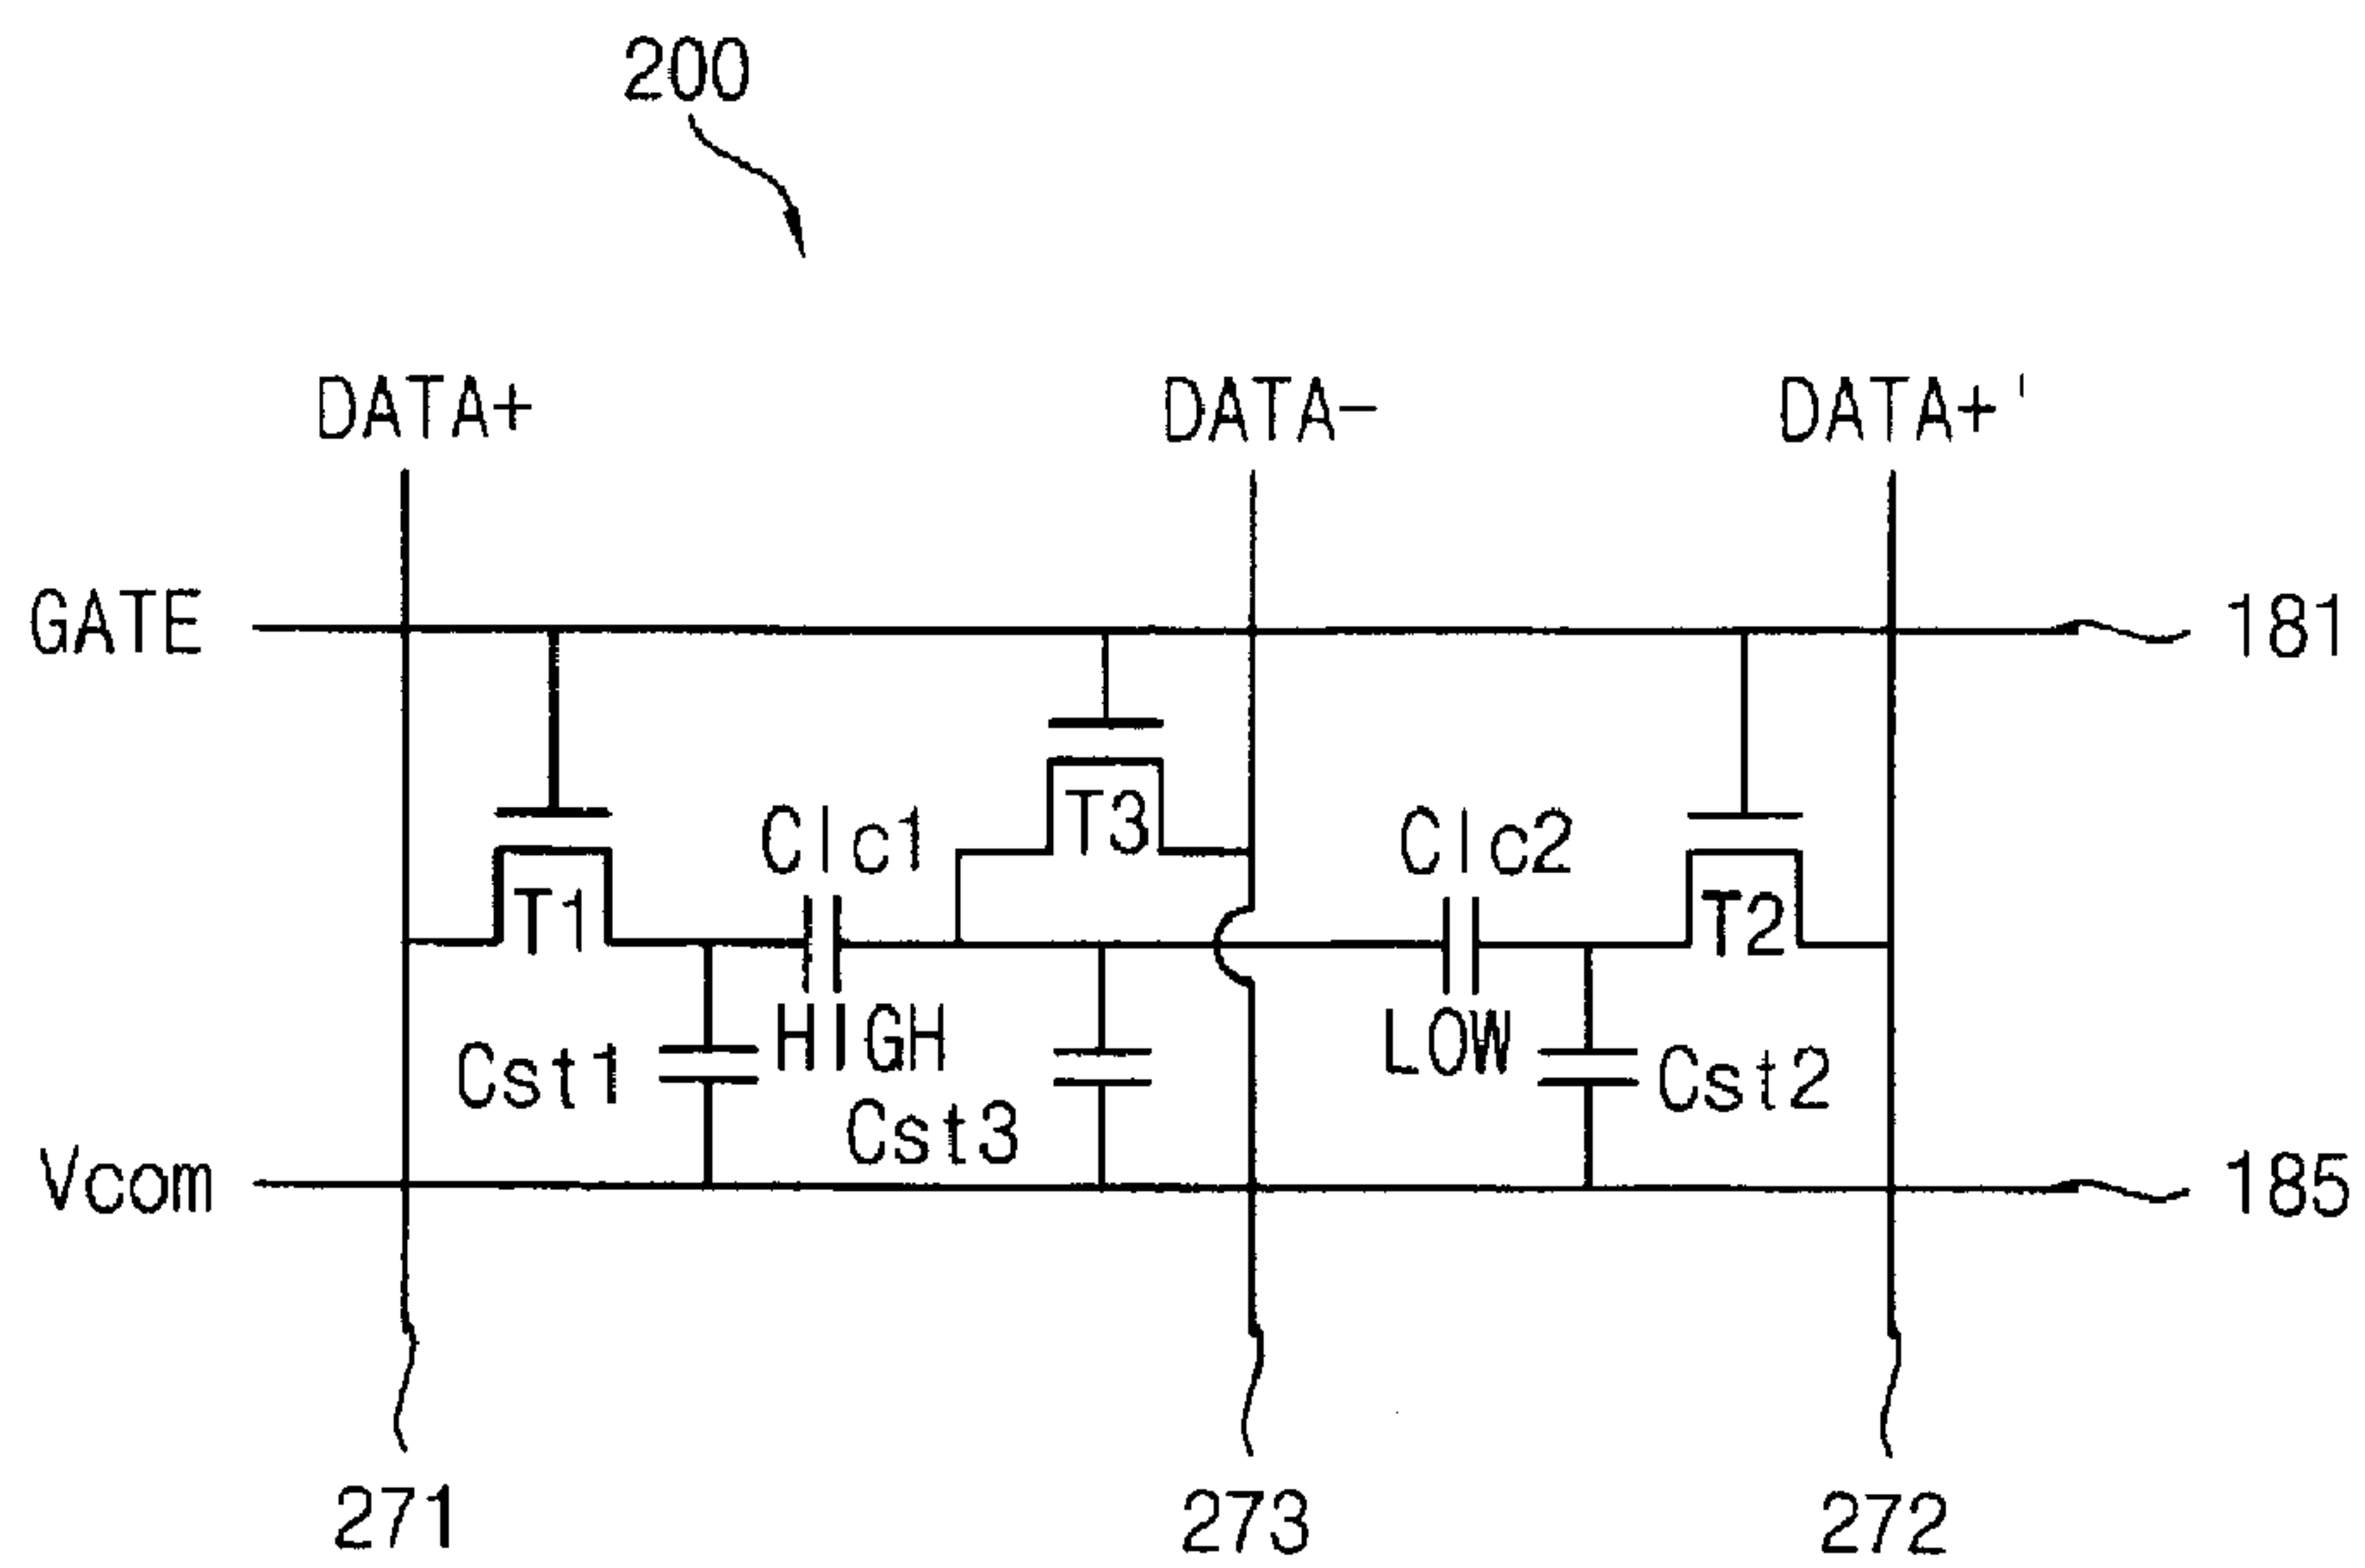 200
DATA+ DATA- DATA+'
GATE 181
T3
Clc1 Clc2
T1 T2
HIGH LOW
Cst1 Cst2
Cst3
Vcom 185
271 273 272